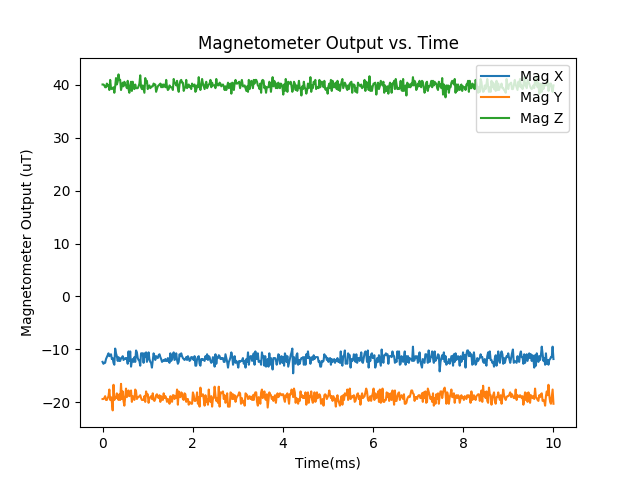 Magnetometer Output vs. Time
Mag X
Mag Y
Mag Z
Magnetometer Output (uT)
40
30
20
10
0
−10
−20
0 2 4 6 8 10
Time(ms)